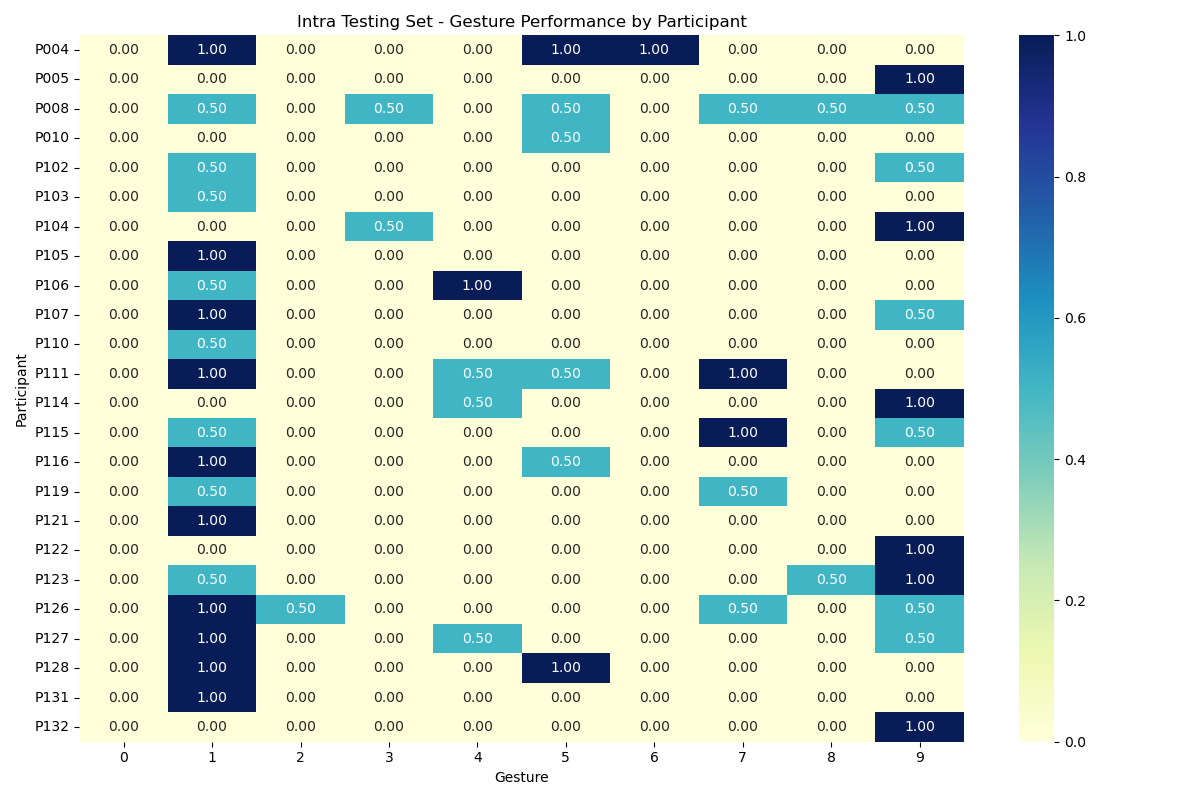 Intra Testing Set - Gesture Performance by Participant
P004 0.00 1.00 0.00 0.00 0.00 1.00 1.00 0.00 0.00 0.00
P005 0.00 0.00 0.00 0.00 0.00 0.00 0.00 0.00 0.00 1.00
P008 0.00 0.50 0.00 0.50 0.00 0.50 0.00 0.50 0.50 0.50
P010 0.00 0.00 0.00 0.00 0.00 0.50 0.00 0.00 0.00 0.00
P102 0.00 0.50 0.00 0.00 0.00 0.00 0.00 0.00 0.00 0.50
P103 0.00 0.50 0.00 0.00 0.00 0.00 0.00 0.00 0.00 0.00
P104 0.00 0.00 0.00 0.50 0.00 0.00 0.00 0.00 0.00 1.00
P105 0.00 1.00 0.00 0.00 0.00 0.00 0.00 0.00 0.00 0.00
P106 0.00 0.50 0.00 0.00 1.00 0.00 0.00 0.00 0.00 0.00
P107 0.00 1.00 0.00 0.00 0.00 0.00 0.00 0.00 0.00 0.50
P110 0.00 0.50 0.00 0.00 0.00 0.00 0.00 0.00 0.00 0.00
P111 0.00 1.00 0.00 0.00 0.50 0.50 0.00 1.00 0.00 0.00
P114 0.00 0.00 0.00 0.00 0.50 0.00 0.00 0.00 0.00 1.00
P115 0.00 0.50 0.00 0.00 0.00 0.00 0.00 1.00 0.00 0.50
P116 0.00 1.00 0.00 0.00 0.00 0.50 0.00 0.00 0.00 0.00
P119 0.00 0.50 0.00 0.00 0.00 0.00 0.00 0.50 0.00 0.00
P121 0.00 1.00 0.00 0.00 0.00 0.00 0.00 0.00 0.00 0.00
P122 0.00 0.00 0.00 0.00 0.00 0.00 0.00 0.00 0.00 1.00
P123 0.00 0.50 0.00 0.00 0.00 0.00 0.00 0.00 0.50 1.00
P126 0.00 1.00 0.50 0.00 0.00 0.00 0.00 0.50 0.00 0.50
P127 0.00 1.00 0.00 0.00 0.50 0.00 0.00 0.00 0.00 0.50
P128 0.00 1.00 0.00 0.00 0.00 1.00 0.00 0.00 0.00 0.00
P131 0.00 1.00 0.00 0.00 0.00 0.00 0.00 0.00 0.00 0.00
P132 0.00 0.00 0.00 0.00 0.00 0.00 0.00 0.00 0.00 1.00
0 1 2 3 4 5 6 7 8 9
Gesture
Participant
1.0
0.8
0.6
0.4
0.2
0.0